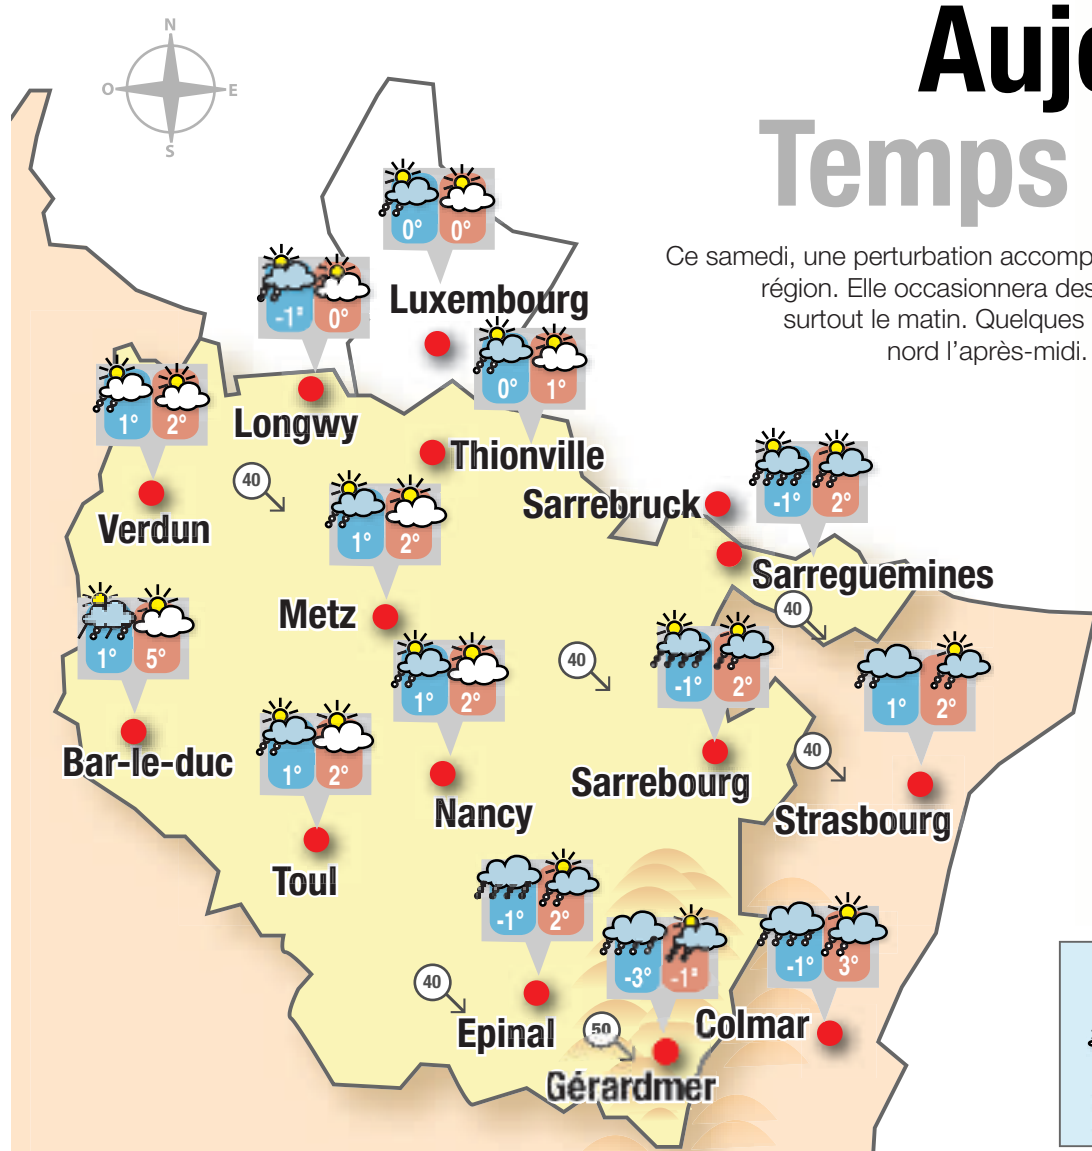 Auj
Temps
Ce samedi, une perturbation accomp
région. Elle occasionnera des
surtout le matin. Quelques
nord l'après-midi.
N
O
E
S
0° 0°
Luxembourg
-1° 0°
Longwy
0° 1°
Thionville
1° 2°
Verdun
40
1° 2°
Metz
Sarrebruck
-1° 2°
Sarreguemines
40
1° 5°
Bar-le-duc
1° 2°
Nancy
40
-1° 2°
Sarrebourg
1° 2°
Strasbourg
40
1° 2°
Toul
-1° 2°
Epinal
40
-3° -1°
Gérardmer
50
-1° 3°
Colmar